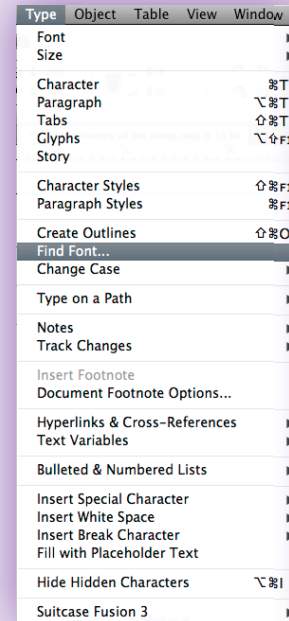 Type Object Table View Window
Font
Size
Character ⌘T
Paragraph ⌥⌘T
Tabs ⇧⌘T
Glyphs ⌥⇧F1
Story
Character Styles ⇧⌘F1
Paragraph Styles ⌘F1
Create Outlines ⇧⌘O
Find Font...
Change Case
Type on a Path
Notes
Track Changes
Insert Footnote
Document Footnote Options...
Hyperlinks & Cross-References
Text Variables
Bulleted & Numbered Lists
Insert Special Character
Insert White Space
Insert Break Character
Fill with Placeholder Text
Hide Hidden Characters ⌥⌘I
Suitcase Fusion 3